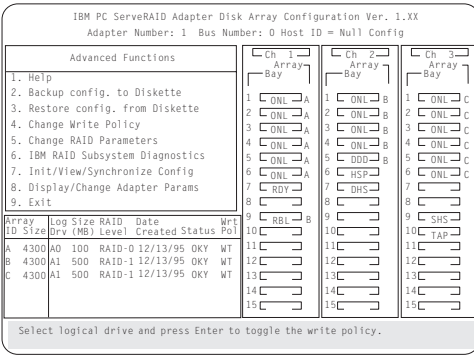 IBM PC ServeRAID Adapter Disk Array Configuration Ver. 1.XX
Adapter Number: 1 Bus Number: 0 Host ID = Null Config
Advanced Functions
1. Help
2. Backup config. to Diskette
3. Restore config. from Diskette
4. Change Write Policy
5. Change RAID Parameters
6. IBM RAID Subsystem Diagnostics
7. Init/View/Synchronize Config
8. Display/Change Adapter Params
9. Exit
Array Log Size RAID Date Wrt
ID Size Drv (MB) Level Created Status Pol
A 4300 A0 100 RAID-0 12/13/95 OKY WT
B 4300 A1 500 RAID-1 12/13/95 OKY WT
C 4300 A1 500 RAID-1 12/13/95 OKY WT
Ch 1
Array
Bay
1 ONL A
2 ONL A
3 ONL A
4 ONL A
5 ONL A
6 ONL A
7 RDY
8
9 RBL B
10
11
12
13
14
15
Ch 2
Array
Bay
1 ONL B
2 ONL B
3 ONL B
4 ONL B
5 DDD B
6 HSP
7 DHS
8
9
10
11
12
13
14
15
Ch 3
Array
Bay
1 ONL C
2 ONL C
3 ONL C
4 ONL C
5 ONL C
6 ONL C
7
8
9 SHS
10 TAP
11
12
13
14
15
Select logical drive and press Enter to toggle the write policy.